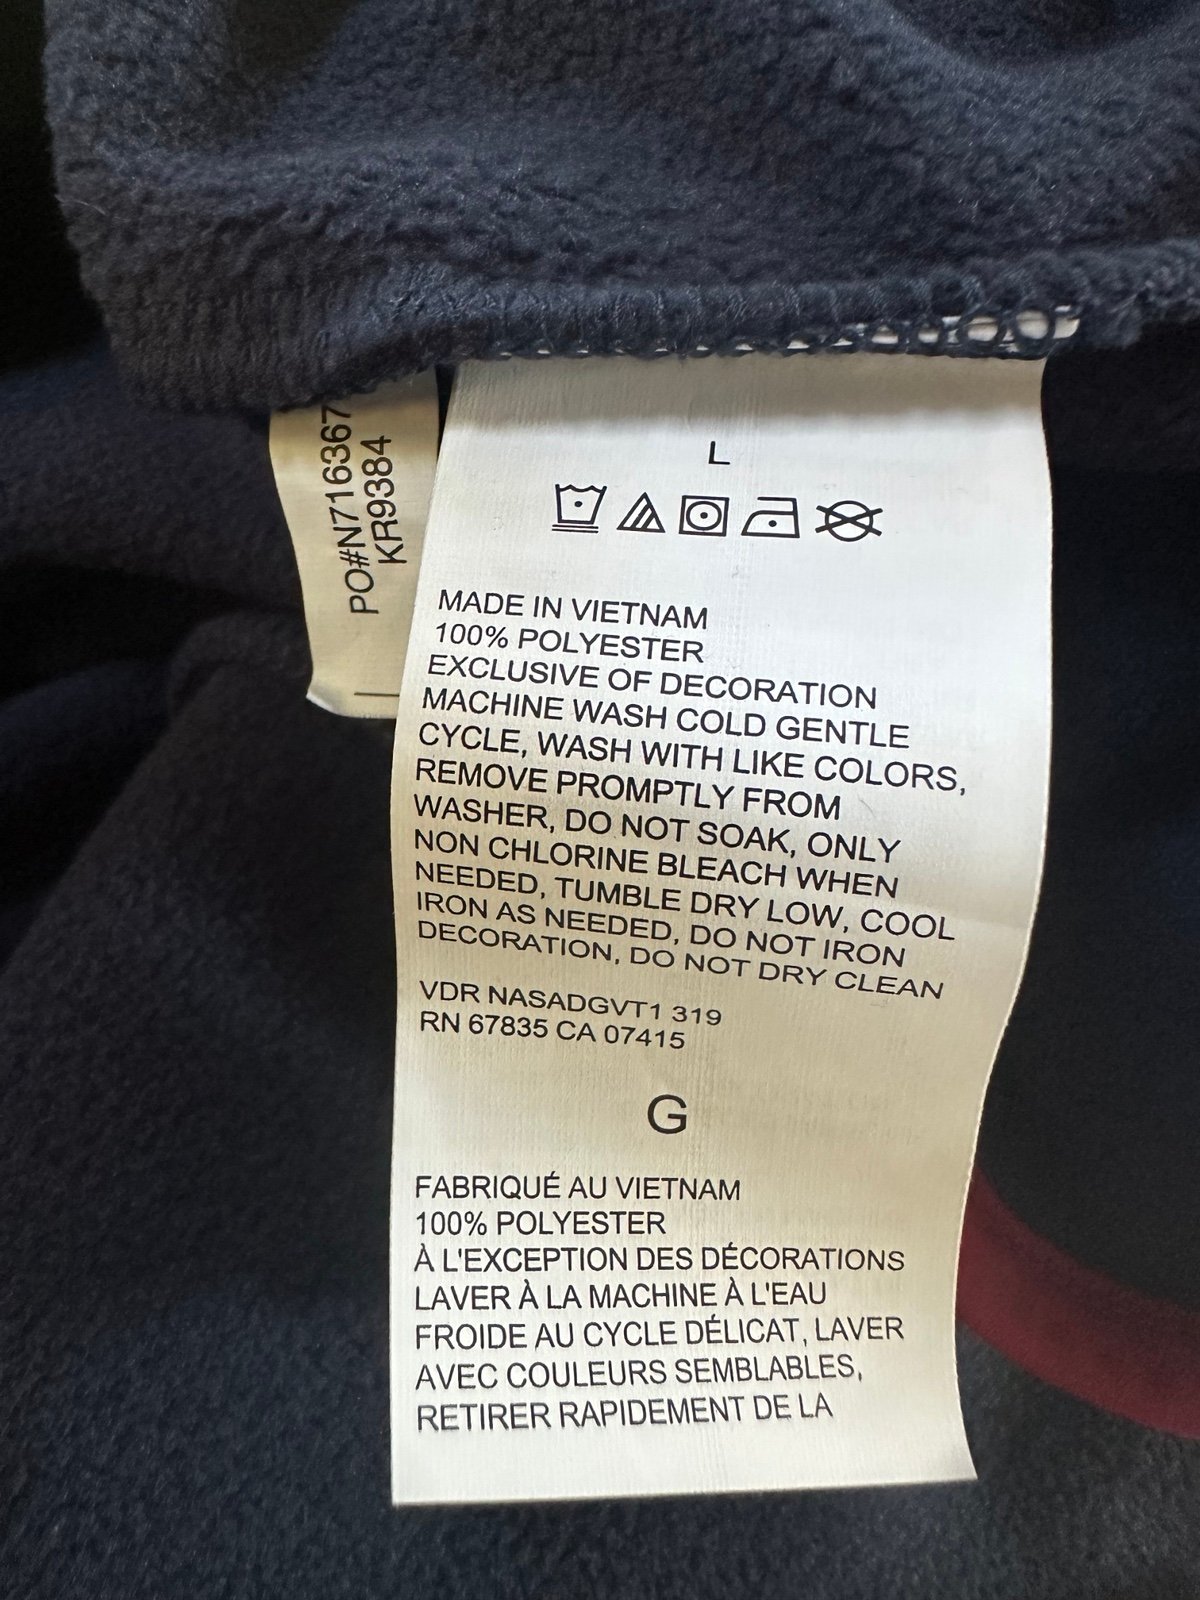 PO#N716367
KR9384
L
MADE IN VIETNAM
100% POLYESTER
EXCLUSIVE OF DECORATION
MACHINE WASH COLD GENTLE
CYCLE, WASH WITH LIKE COLORS,
REMOVE PROMPTLY FROM
WASHER, DO NOT SOAK, ONLY
NON CHLORINE BLEACH WHEN
NEEDED, TUMBLE DRY LOW, COOL
IRON AS NEEDED, DO NOT IRON
DECORATION, DO NOT DRY CLEAN
VDR NASADGVT1 319
RN 67835 CA 07415
G
FABRIQUÉ AU VIETNAM
100% POLYESTER
À L'EXCEPTION DES DÉCORATIONS
LAVER À LA MACHINE À L'EAU
FROIDE AU CYCLE DÉLICAT, LAVER
AVEC COULEURS SEMBLABLES,
RETIRER RAPIDEMENT DE LA